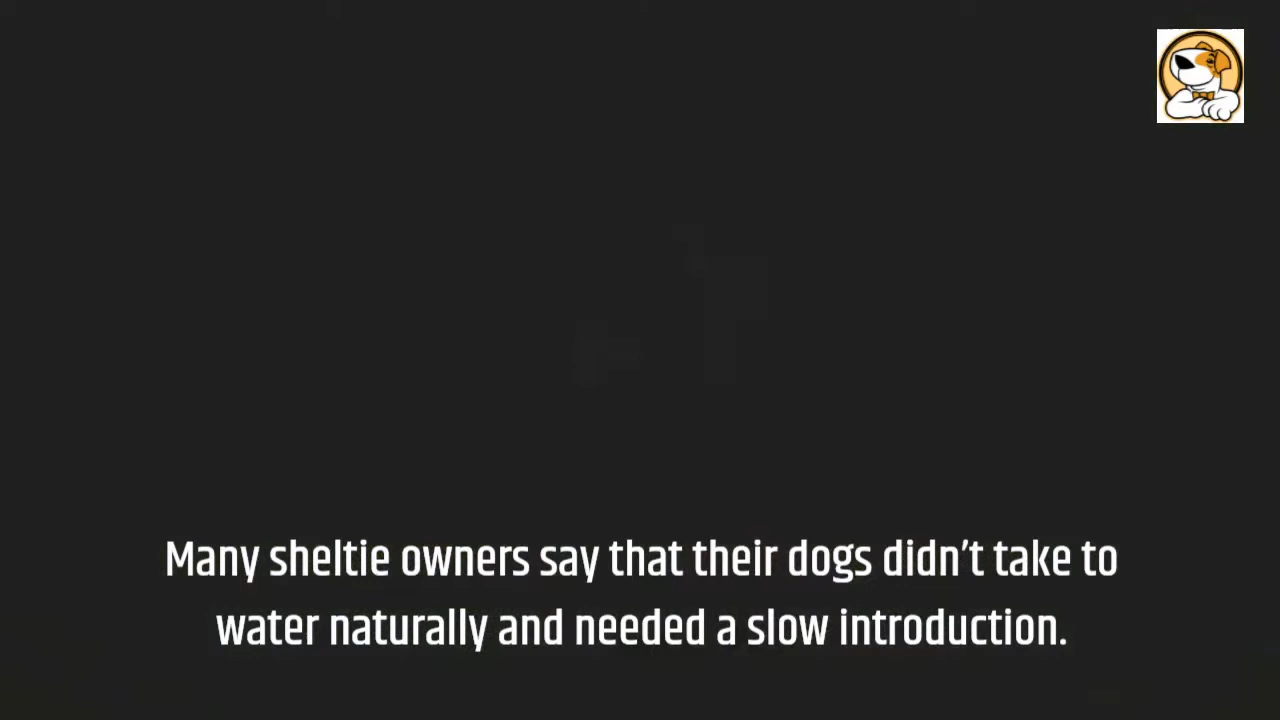 Many sheltie owners say that their dogs didn’t take to
water naturally and needed a slow introduction.